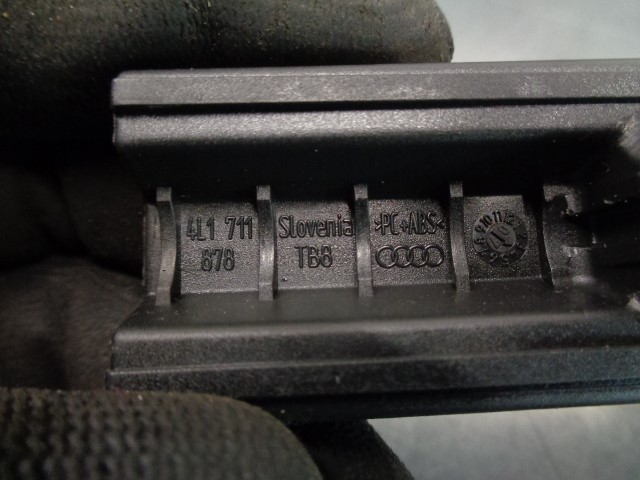 4L1 711
878
Slovenia
TB8
>PC+ABS<